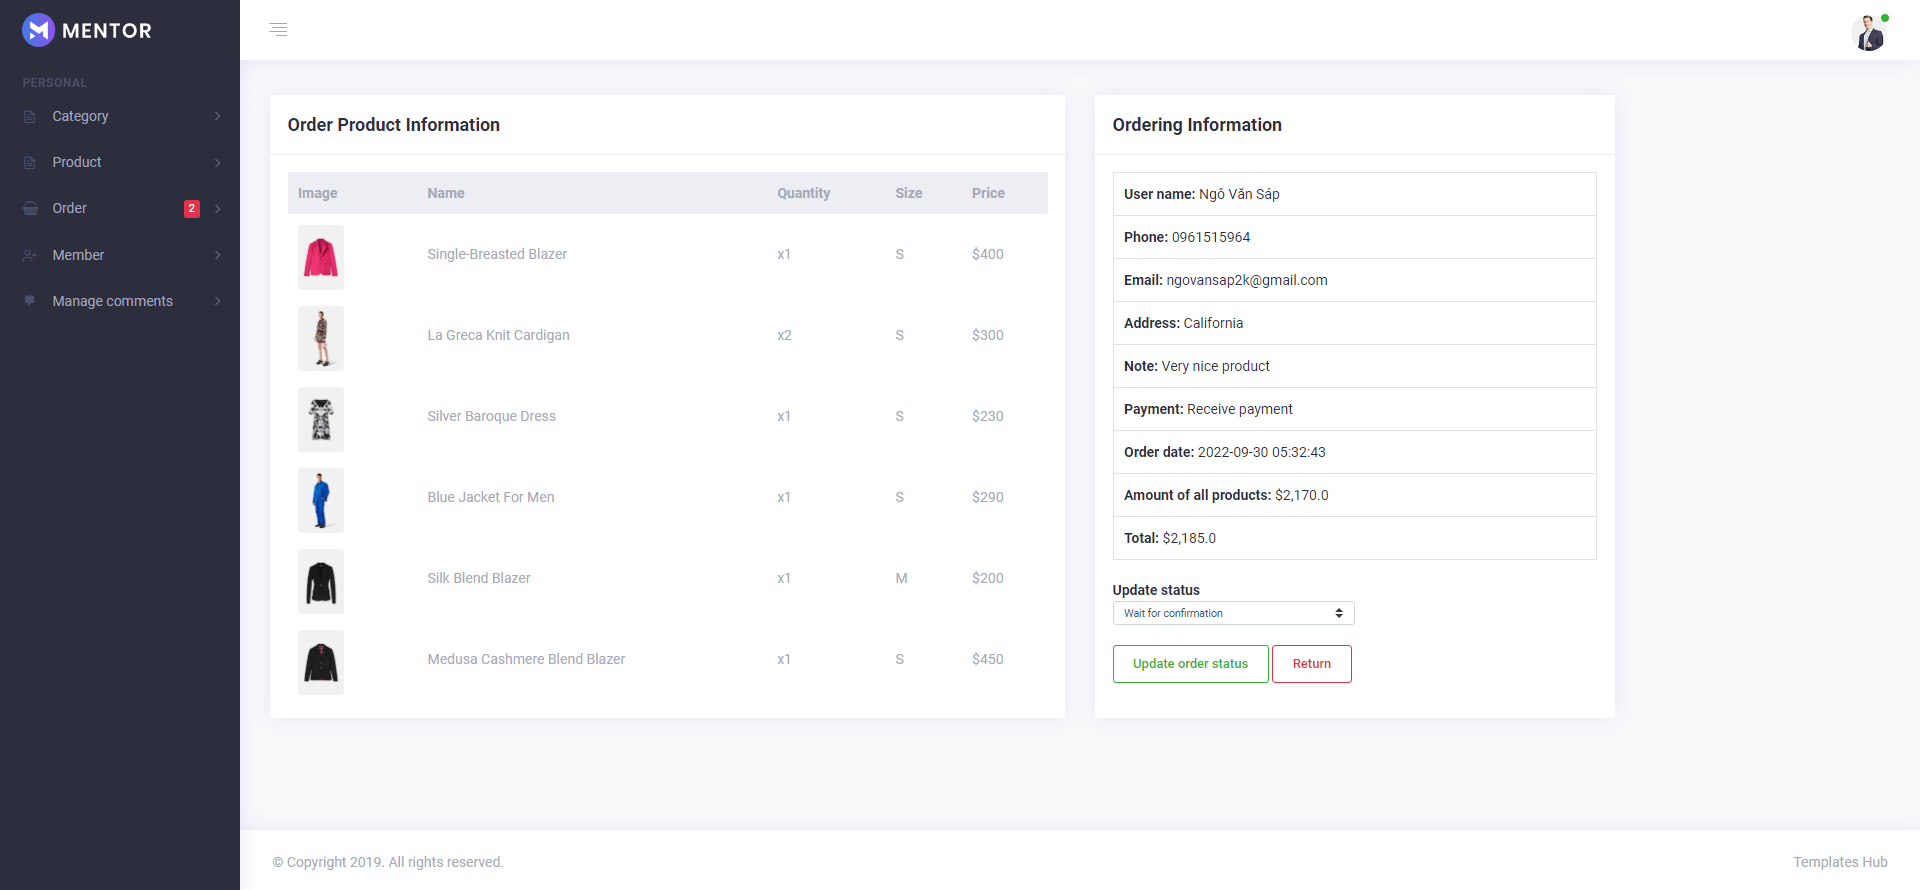 MENTOR
PERSONAL
Category
Product
Order 2
Member
Manage comments
Order Product Information
Image Name Quantity Size Price
Single-Breasted Blazer x1 S $400
La Greca Knit Cardigan x2 S $300
Silver Baroque Dress x1 S $230
Blue Jacket For Men x1 S $290
Silk Blend Blazer x1 M $200
Medusa Cashmere Blend Blazer x1 S $450
Ordering Information
User name: Ngô Văn Sáp
Phone: 0961515964
Email: ngovansap2k@gmail.com
Address: California
Note: Very nice product
Payment: Receive payment
Order date: 2022-09-30 05:32:43
Amount of all products: $2,170.0
Total: $2,185.0
Update status
Wait for confirmation
Update order status Return
© Copyright 2019. All rights reserved.
Templates Hub